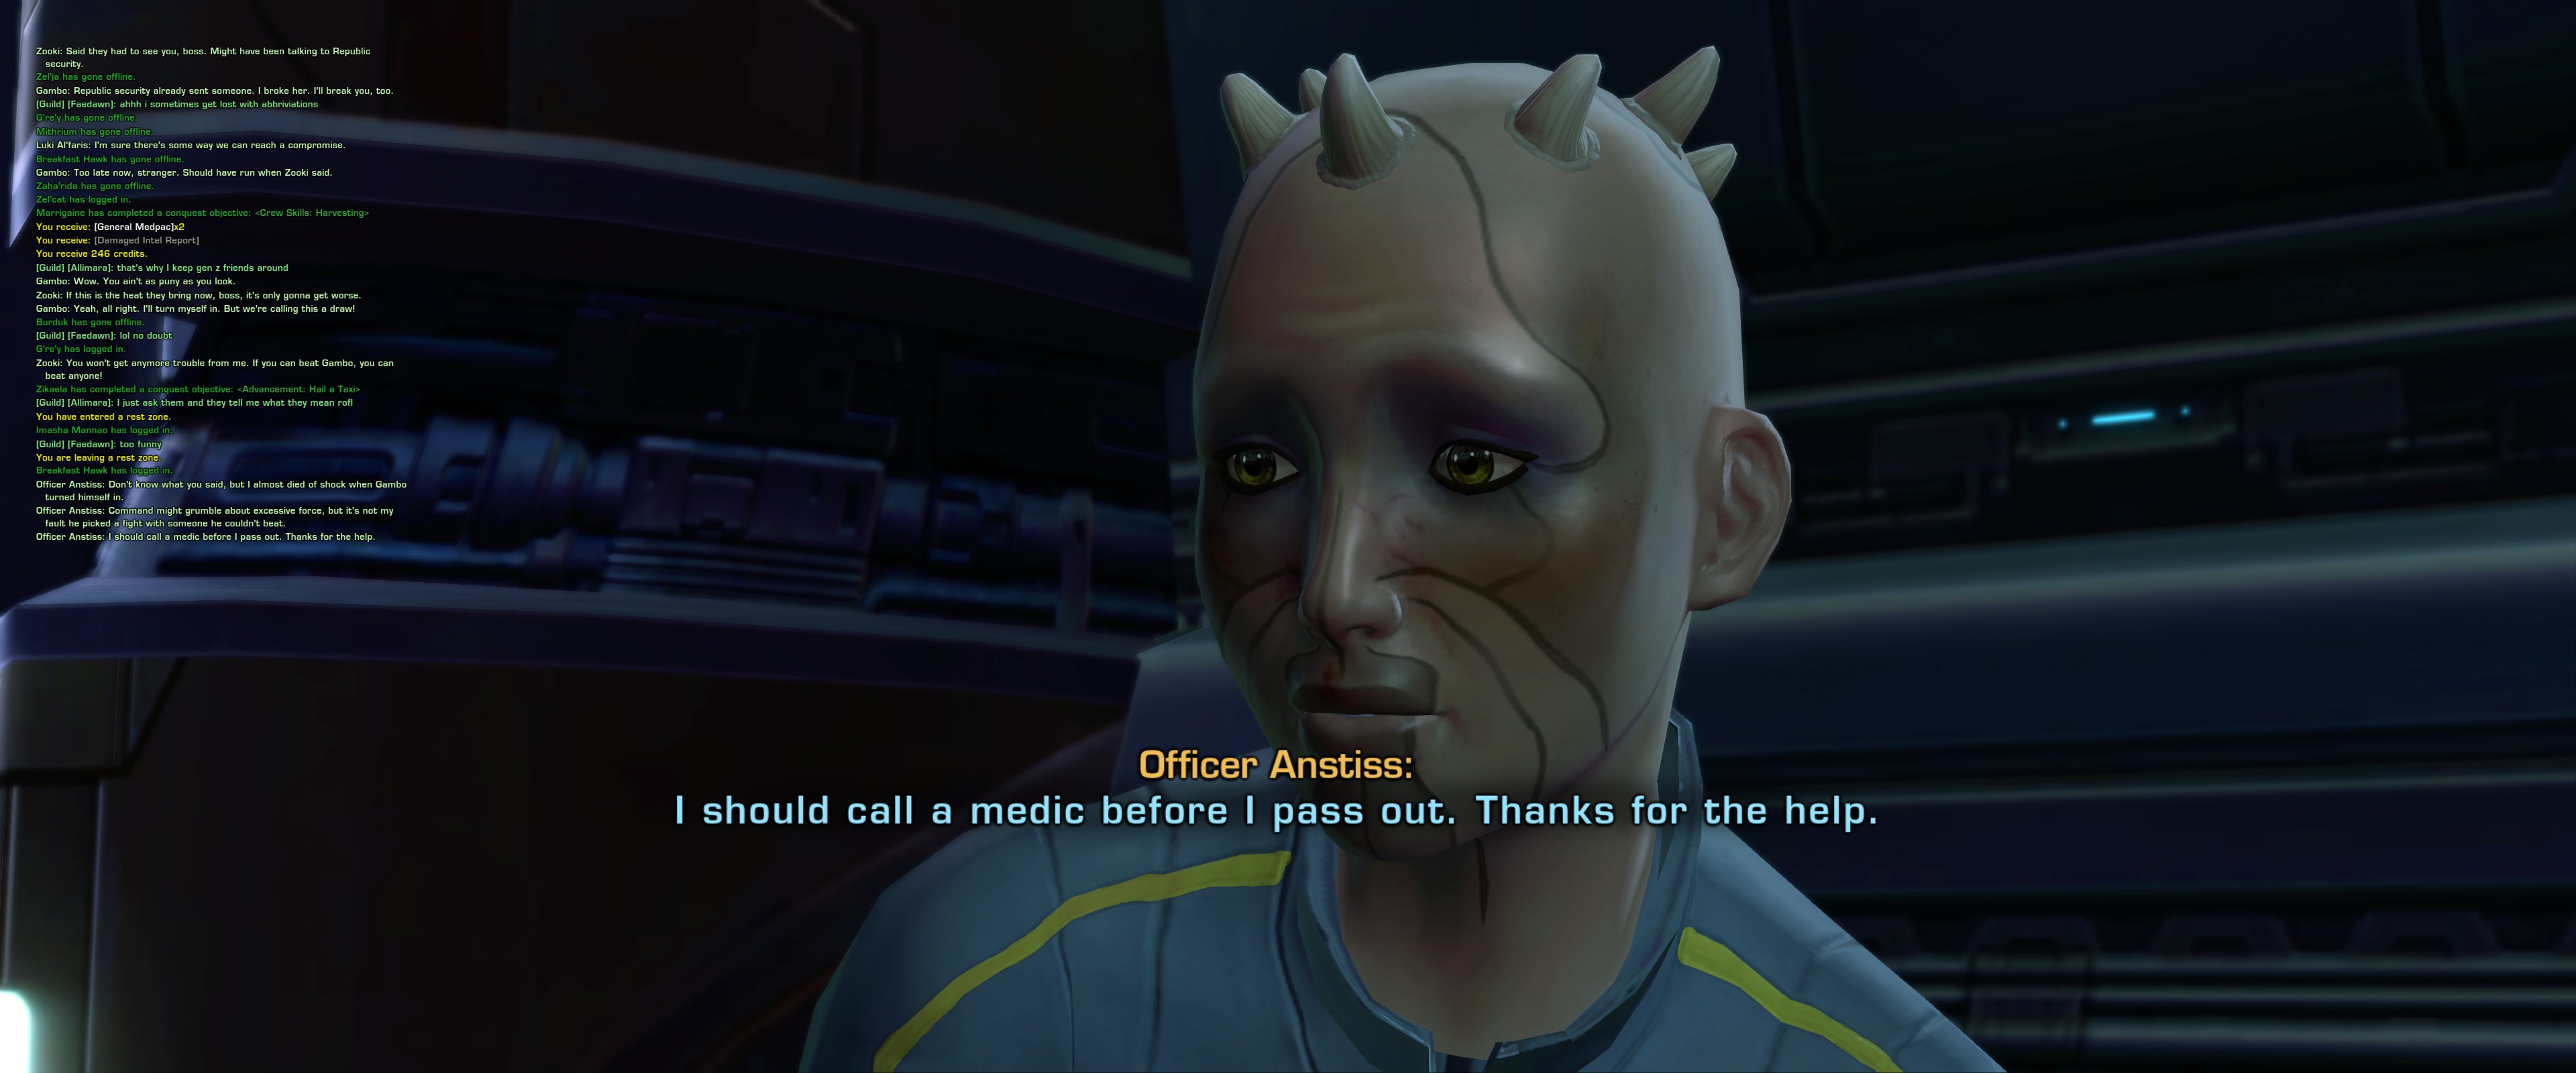 Zooki: Said they had to see you, boss. Might have been talking to Republic
security.
Zel'ja has gone offline.
Gambo: Republic security already sent someone. I broke her. I'll break you, too.
[Guild] [Faedawn]: ahhh i sometimes get lost with abbriviations
G're'y has gone offline.
Mithrium has gone offline.
Luki Al'faris: I'm sure there's some way we can reach a compromise.
Breakfast Hawk has gone offline.
Gambo: Too late now, stranger. Should have run when Zooki said.
Zaha'rida has gone offline.
Zel'cat has logged in.
Marrigaine has completed a conquest objective: <Crew Skills: Harvesting>
You receive: [General Medpac]x2
You receive: [Damaged Intel Report]
You receive 246 credits.
[Guild] [Allimara]: that's why I keep gen z friends around
Gambo: Wow. You ain't as puny as you look.
Zooki: If this is the heat they bring now, boss, it's only gonna get worse.
Gambo: Yeah, all right. I'll turn myself in. But we're calling this a draw!
Burduk has gone offline.
[Guild] [Faedawn]: lol no doubt
G're'y has logged in.
Zooki: You won't get anymore trouble from me. If you can beat Gambo, you can
beat anyone!
Zikaela has completed a conquest objective: <Advancement: Hail a Taxi>
[Guild] [Allimara]: I just ask them and they tell me what they mean rofl
You have entered a rest zone.
Imasha Mannao has logged in.
[Guild] [Faedawn]: too funny
You are leaving a rest zone.
Breakfast Hawk has logged in.
Officer Anstiss: Don't know what you said, but I almost died of shock when Gambo
turned himself in.
Officer Anstiss: Command might grumble about excessive force, but it's not my
fault he picked a fight with someone he couldn't beat.
Officer Anstiss: I should call a medic before I pass out. Thanks for the help.
Officer Anstiss:
I should call a medic before I pass out. Thanks for the help.